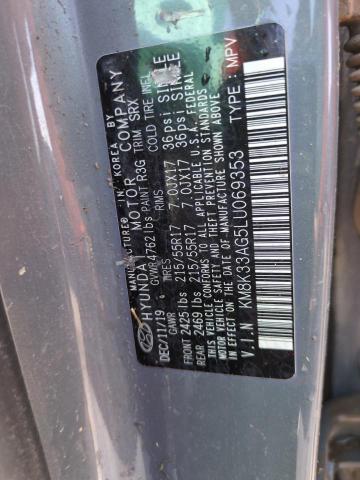 MANUFACTURED IN KOREA BY
HYUNDAI MOTOR COMPANY
DEC/11/19 GVWR 4762 lbs PAINT R3G TRIM SRX
GAWR RIMS COLD TIRE INFL
FRONT 2425 lbs 215/55R17 7.0JX17 36psi SINGLE
REAR 2469 lbs 215/55R17 7.0JX17 36psi SINGLE
THIS VEHICLE CONFORMS TO ALL APPLICABLE U.S.A. FEDERAL
MOTOR VEHICLE SAFETY, BUMPER, AND THEFT PREVENTION
STANDARDS IN EFFECT ON THE DATE OF MANUFACTURE SHOWN ABOVE
V.I.N KM8K33AG5LU069353 TYPE : MPV